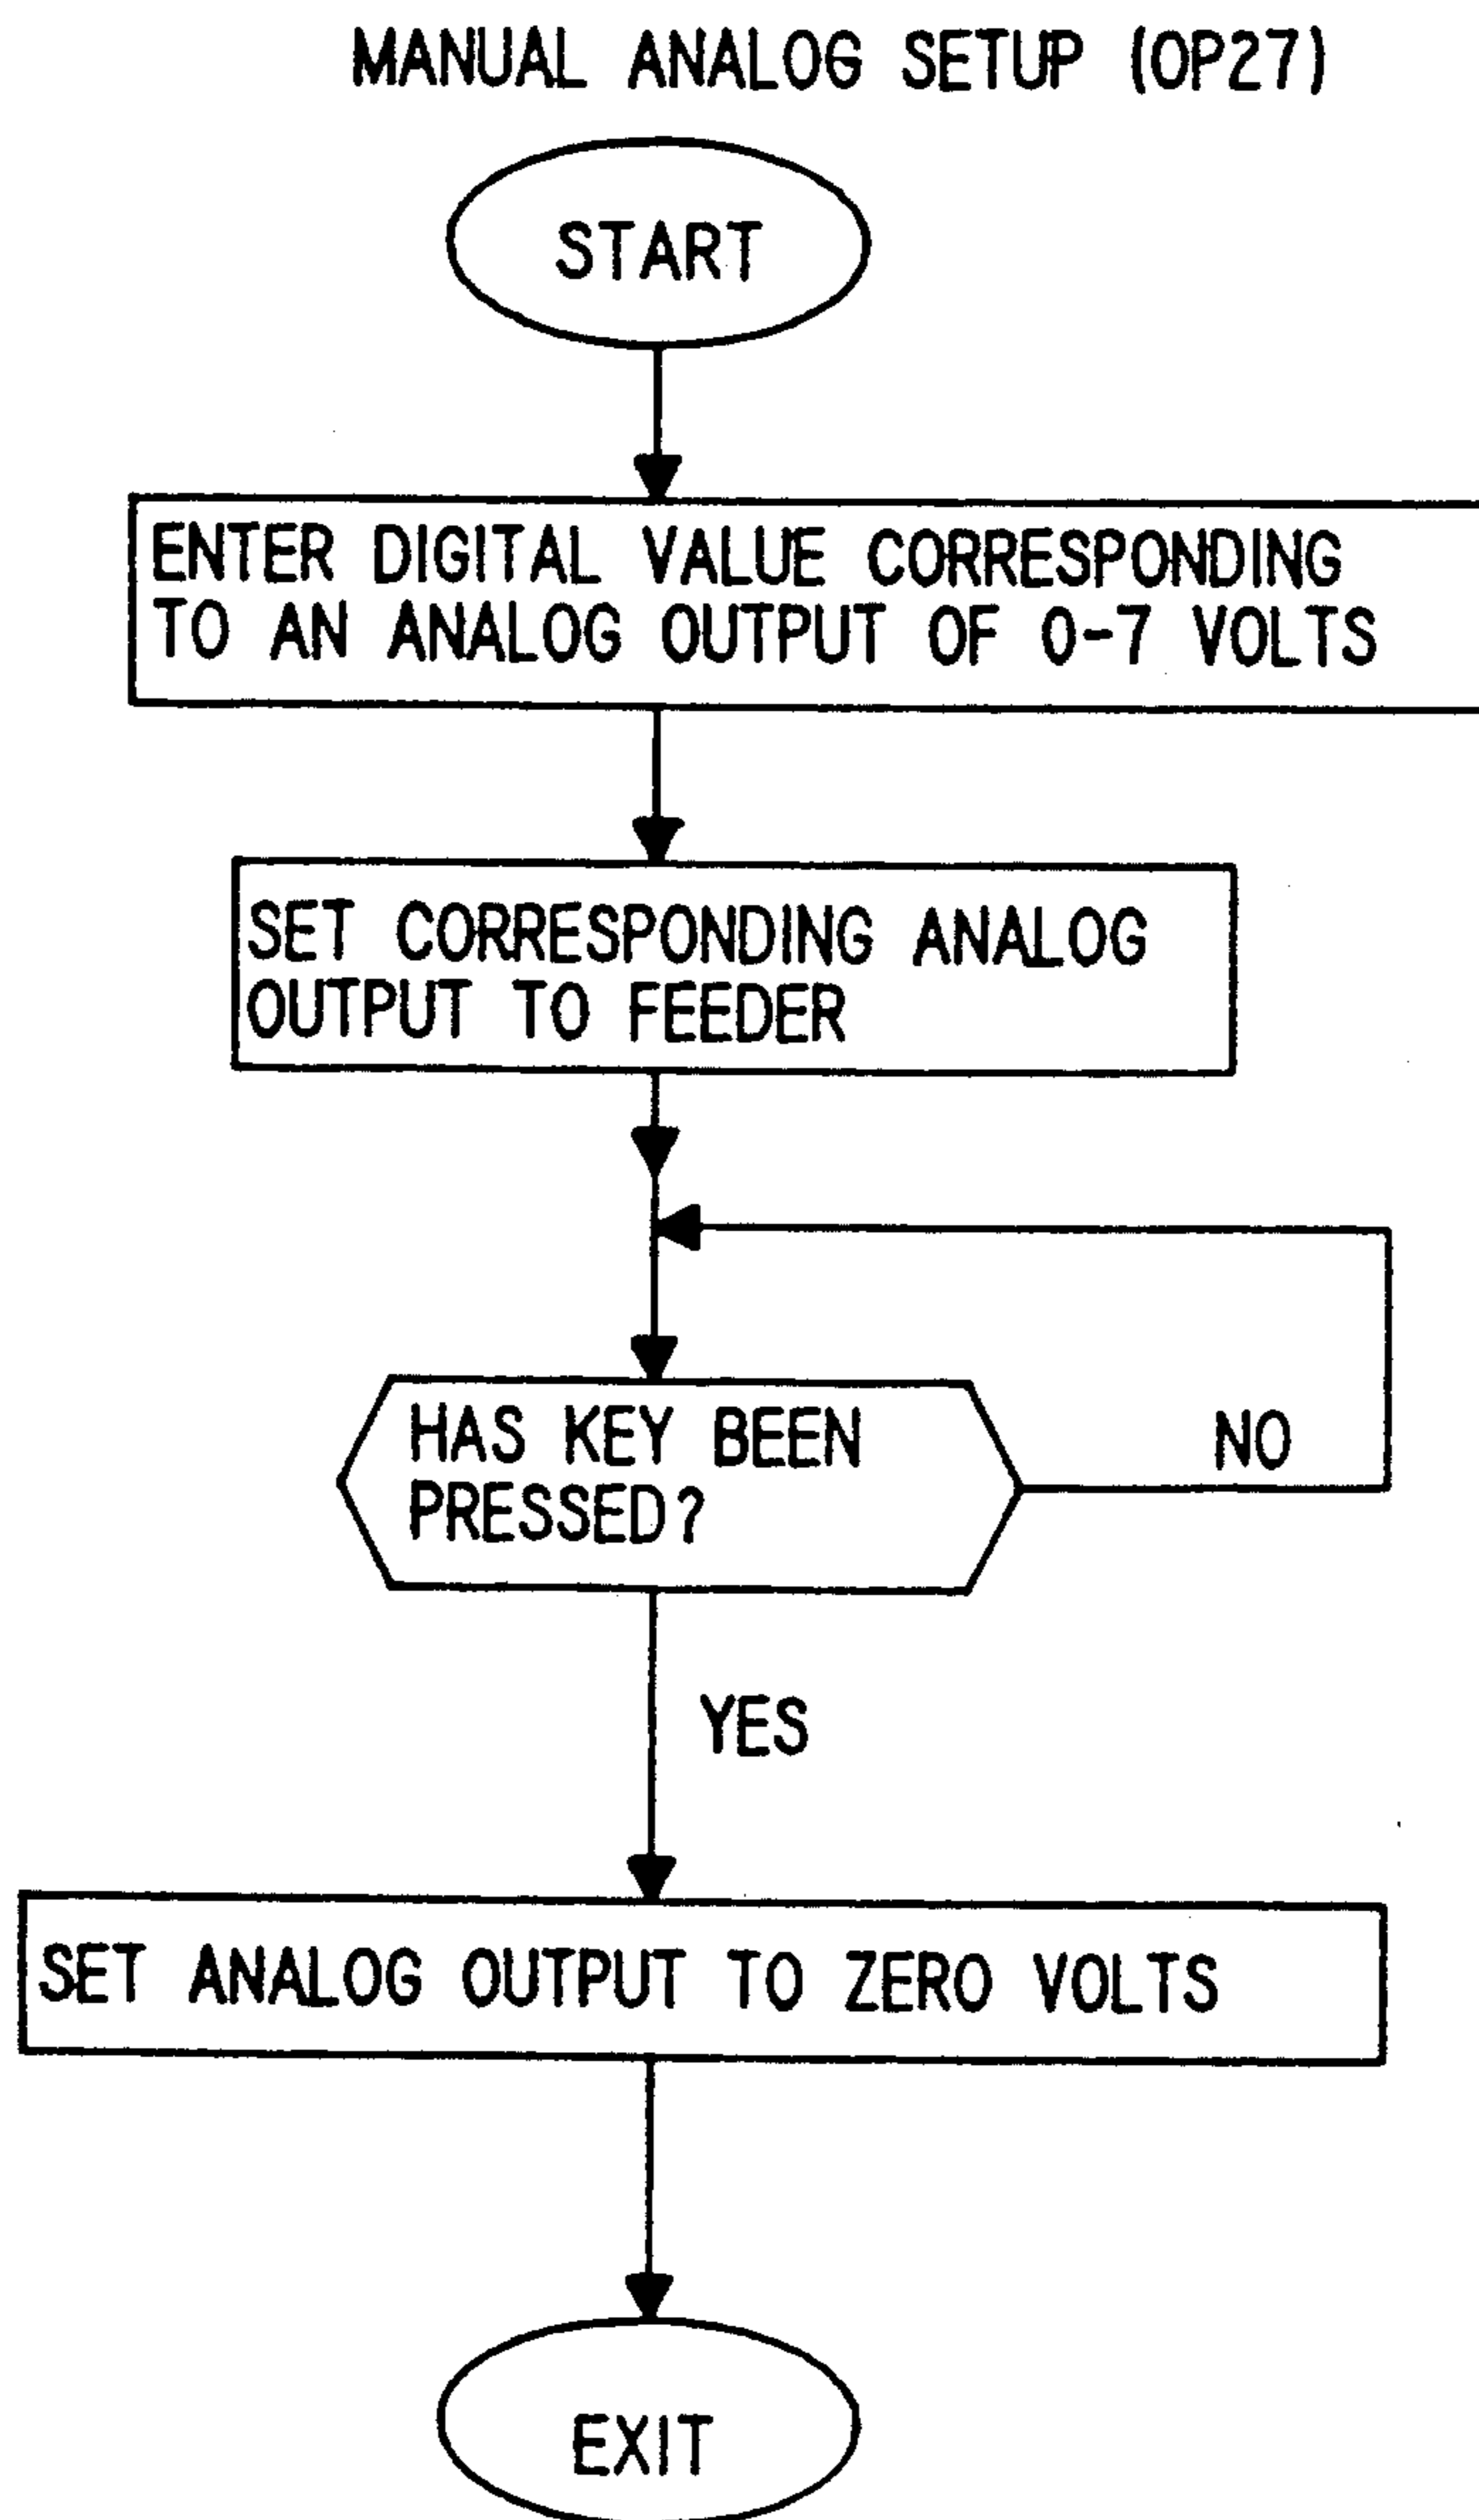 MANUAL ANALOG SETUP (OP27)
START
ENTER DIGITAL VALUE CORRESPONDING
TO AN ANALOG OUTPUT OF 0-7 VOLTS
SET CORRESPONDING ANALOG
OUTPUT TO FEEDER
HAS KEY BEEN
PRESSED?
NO
YES
SET ANALOG OUTPUT TO ZERO VOLTS
EXIT